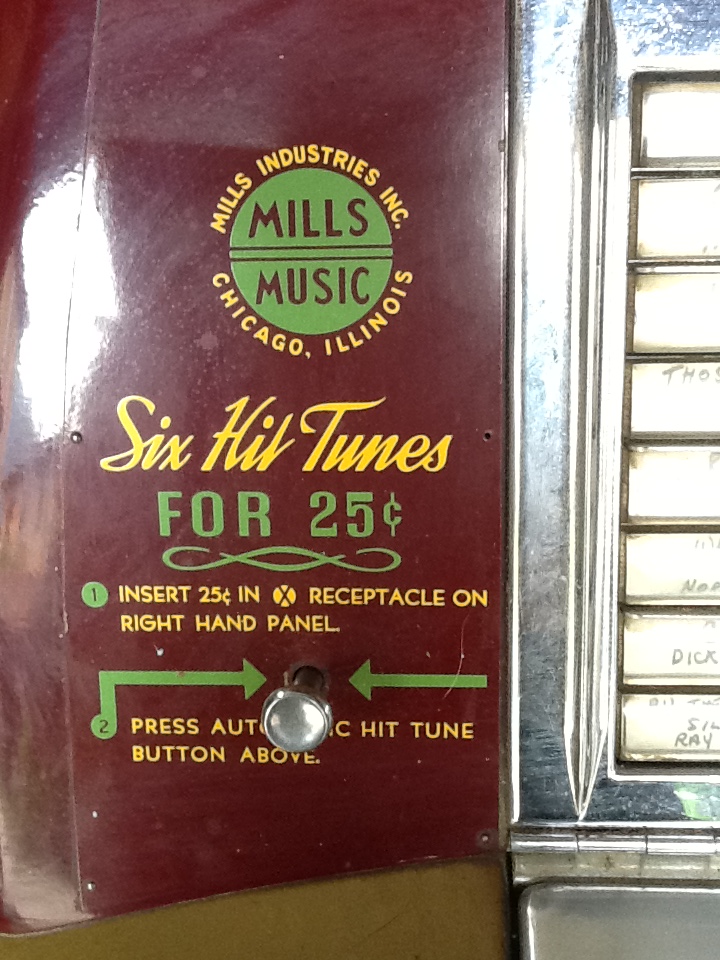 MILLS INDUSTRIES INC.
MILLS
MUSIC
CHICAGO, ILLINOIS
Six Hit Tunes
FOR 25¢
1 INSERT 25¢ IN RECEPTACLE ON
RIGHT HAND PANEL.
2 PRESS HIT TUNE
BUTTON ABOVE.
DICK
RAY